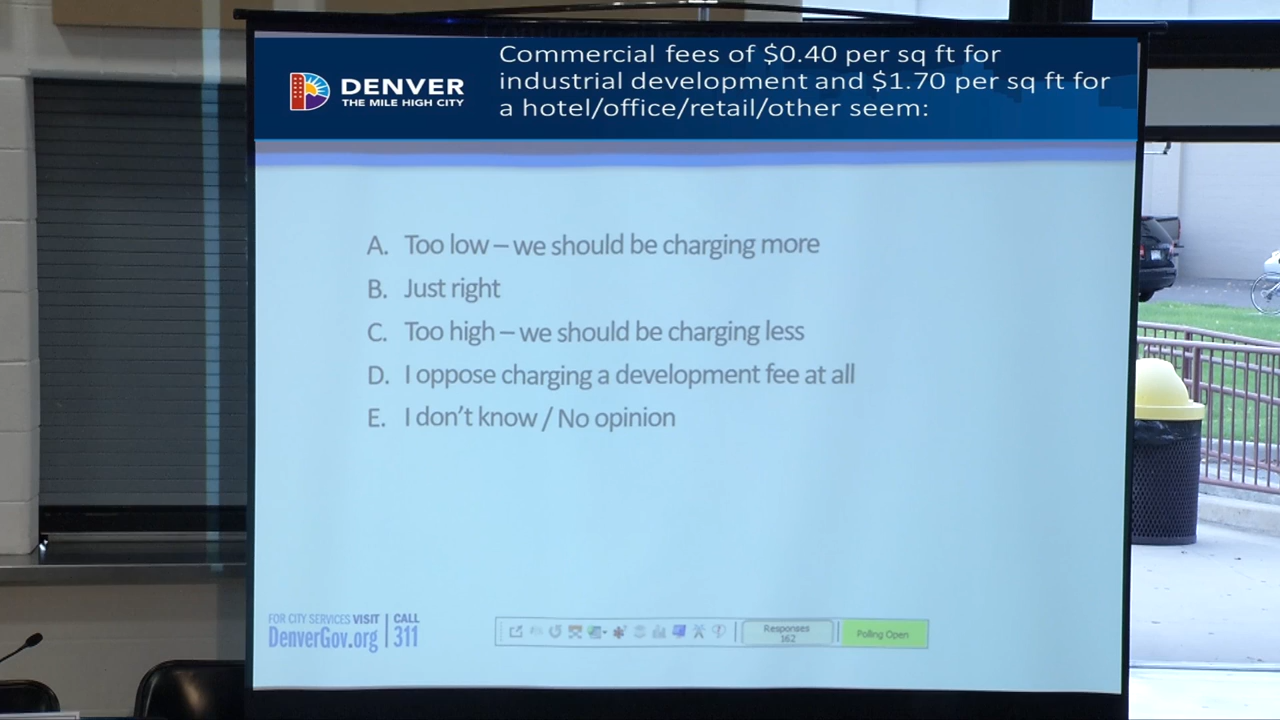 DENVER
THE MILE HIGH CITY
Commercial fees of $0.40 per sq ft for
industrial development and $1.70 per sq ft for
a hotel/office/retail/other seem:
A. Too low – we should be charging more
B. Just right
C. Too high – we should be charging less
D. I oppose charging a development fee at all
E. I don't know / No opinion
FOR CITY SERVICES VISIT
DenverGov.org
CALL
311
Responses
162
Polling Open